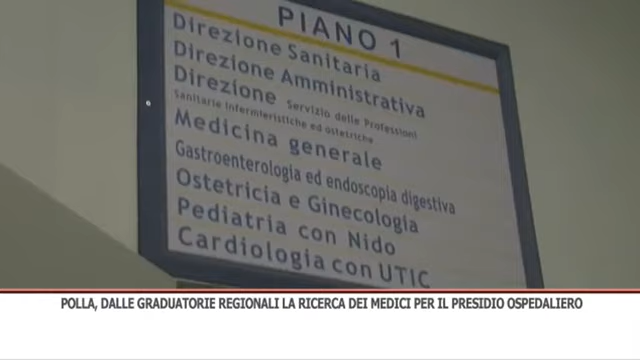 PIANO 1
Direzione Sanitaria
Direzione Amministrativa
Direzione Servizio delle Professioni
Sanitarie Infermieristiche ed ostetriche
Medicina generale
Gastroenterologia ed endoscopia digestiva
Ostetricia e Ginecologia
Pediatria con Nido
Cardiologia con UTIC
POLLA, DALLE GRADUATORIE REGIONALI LA RICERCA DEI MEDICI PER IL PRESIDIO OSPEDALIERO